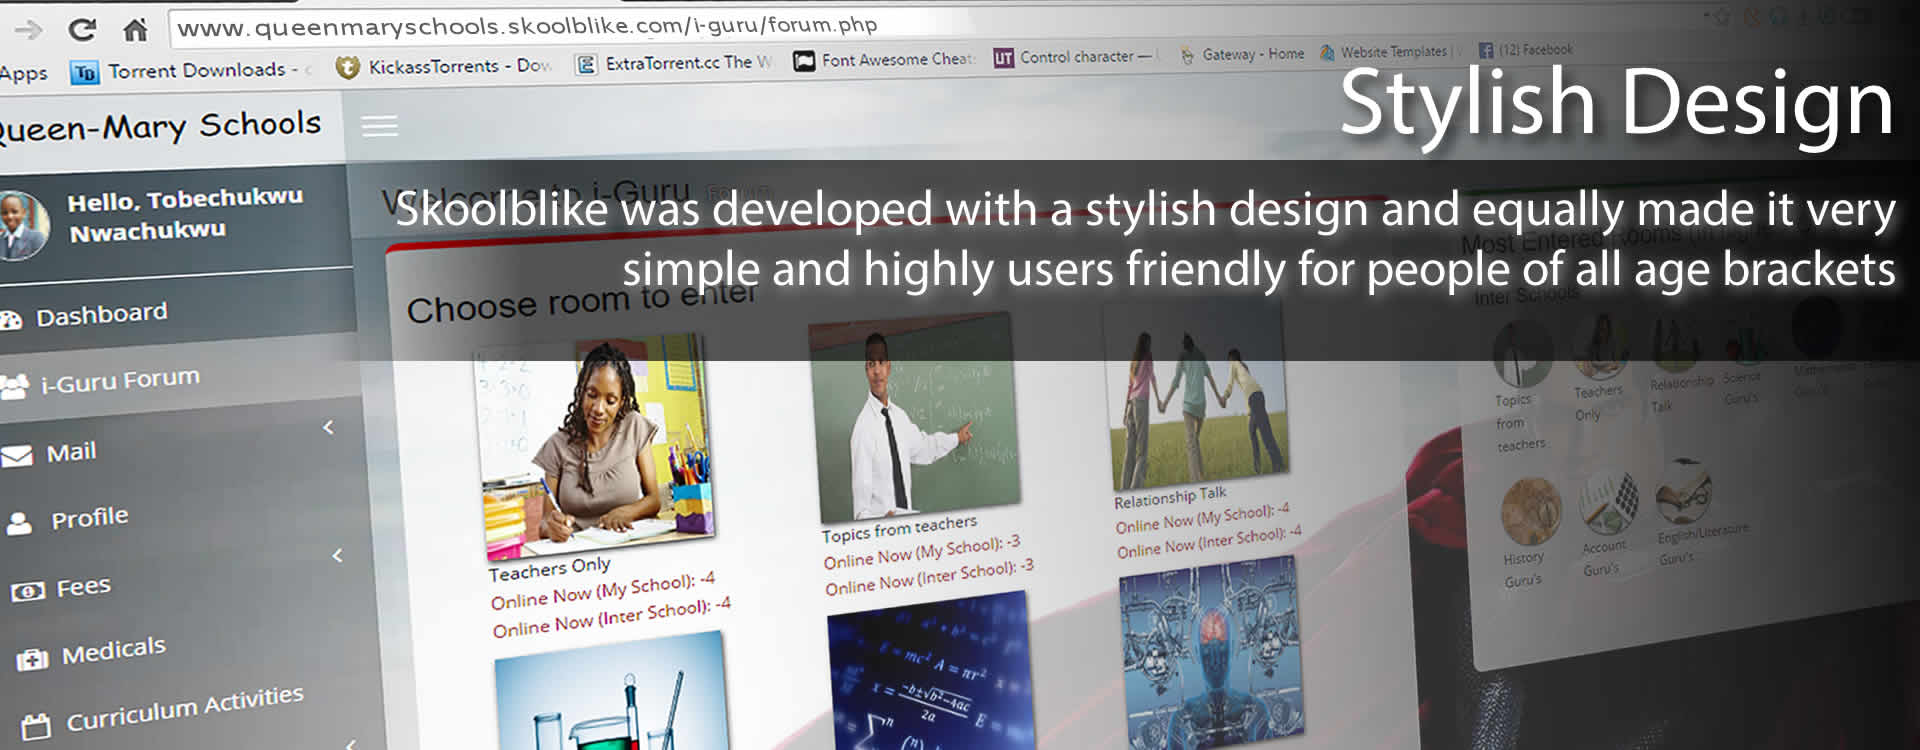 www.queenmaryschools.skoolblike.com/i-guru/forum.php
Apps
Torrent Downloads -
KickassTorrents - Dow
ExtraTorrent.cc The W
Font Awesome Cheat
Control character —
Gateway - Home
Website Templates |
(12) Facebook
Stylish Design
Queen-Mary Schools
Welcome to i-Guru Forum
Skoolblike was developed with a stylish design and equally made it very
simple and highly users friendly for people of all age brackets
Hello, Tobechukwu
Nwachukwu
Dashboard
i-Guru Forum
Mail
Profile
Fees
Medicals
Curriculum Activities
Choose room to enter
Teachers Only
Online Now (My School): -4
Online Now (Inter School): -4
Topics from teachers
Online Now (My School): -3
Online Now (Inter School): -3
Relationship Talk
Online Now (My School): -4
Online Now (Inter School): -4
Most Entered Rooms
Inter Schools
Topics
from
teachers
Teachers
Only
Relationship
Talk
Science
Guru's
History
Guru's
Account
Guru's
English/Literature
Guru's
E = mc² A = πr²
x = -b±√b²-4ac
2a